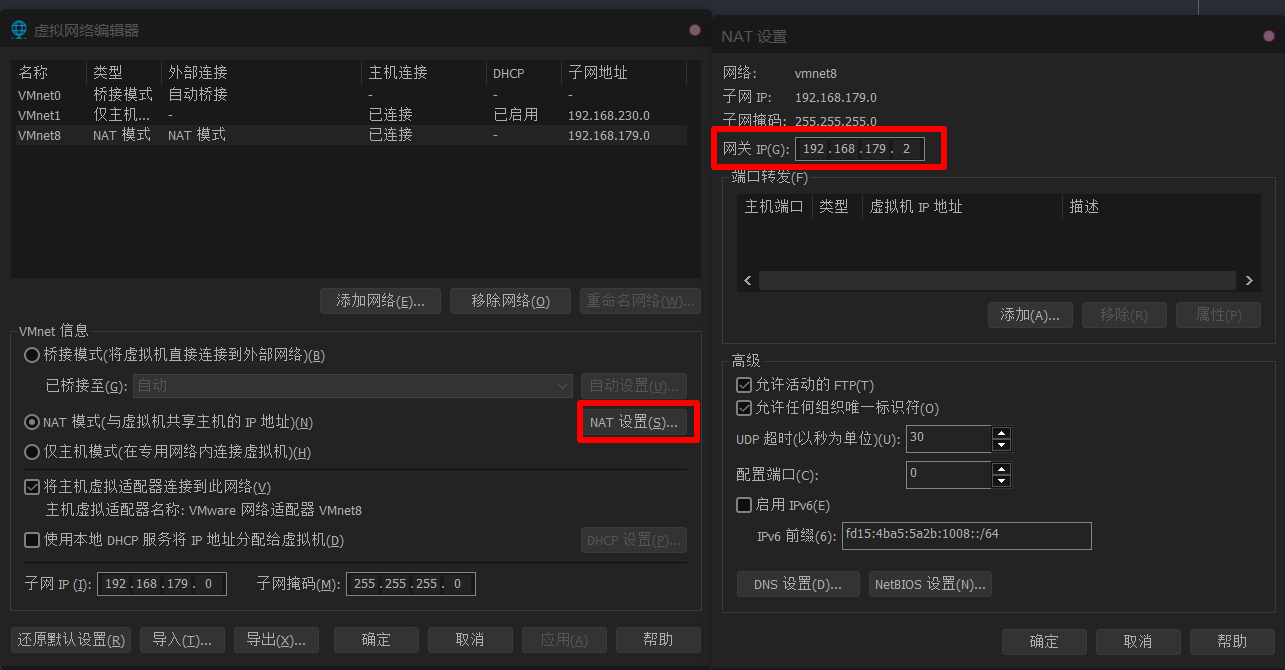 虚拟网络编辑器
名称 类型 外部连接 主机连接 DHCP 子网地址
VMnet0 桥接模式 自动桥接 - - -
VMnet1 仅主机... - 已连接 已启用 192.168.230.0
VMnet8 NAT 模式 NAT 模式 已连接 - 192.168.179.0
添加网络(E)... 移除网络(O) 重命名网络(W)...
VMnet 信息
桥接模式(将虚拟机直接连接到外部网络)(B)
已桥接至(G): 自动 自动设置(U)...
NAT 模式(与虚拟机共享主机的 IP 地址)(N) NAT 设置(S)...
仅主机模式(在专用网络内连接虚拟机)(H)
将主机虚拟适配器连接到此网络(V)
主机虚拟适配器名称: VMware 网络适配器 VMnet8
使用本地 DHCP 服务将 IP 地址分配给虚拟机(D) DHCP 设置(P)...
子网 IP (I): 192 . 168 . 179 . 0 子网掩码(M): 255 . 255 . 255 . 0
还原默认设置(R) 导入(T)... 导出(X)... 确定 取消 应用(A) 帮助
NAT 设置
网络: vmnet8
子网 IP: 192.168.179.0
子网掩码: 255.255.255.0
网关 IP(G): 192 . 168 . 179 . 2
端口转发(F)
主机端口 类型 虚拟机 IP 地址 描述
添加(A)... 移除(R) 属性(P)
高级
允许活动的 FTP(T)
允许任何组织唯一标识符(O)
UDP 超时(以秒为单位)(U): 30
配置端口(C): 0
启用 IPv6(E)
IPv6 前缀(6): fd15:4ba5:5a2b:1008::/64
DNS 设置(D)... NetBIOS 设置(N)...
确定 取消 帮助